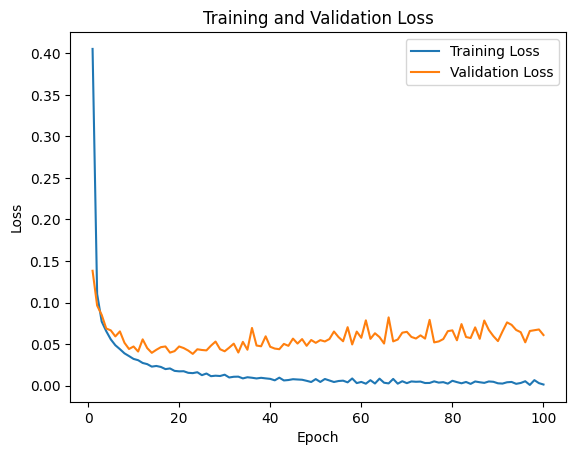 Training and Validation Loss
Training Loss
Validation Loss
Loss
0.40
0.35
0.30
0.25
0.20
0.15
0.10
0.05
0.00
0 20 40 60 80 100
Epoch